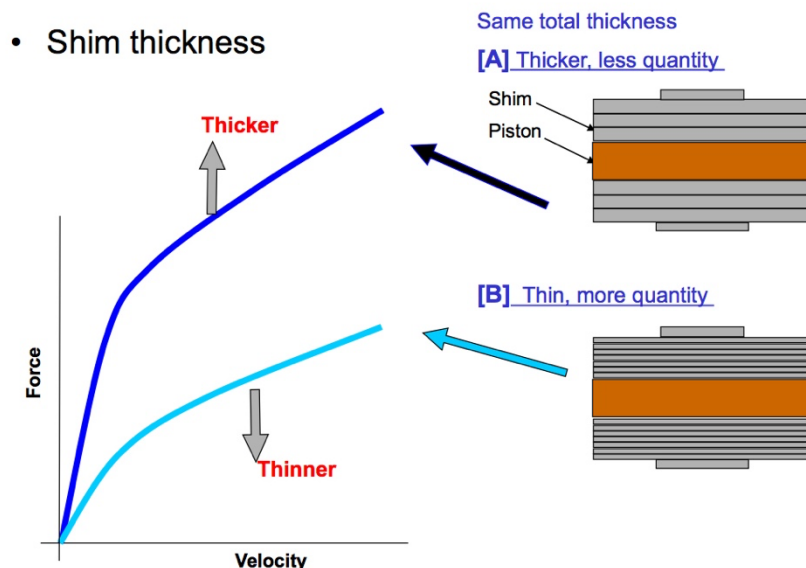 • Shim thickness
Same total thickness
[A] Thicker, less quantity
Shim
Piston
Thicker
[B] Thin, more quantity
Force
Thinner
Velocity